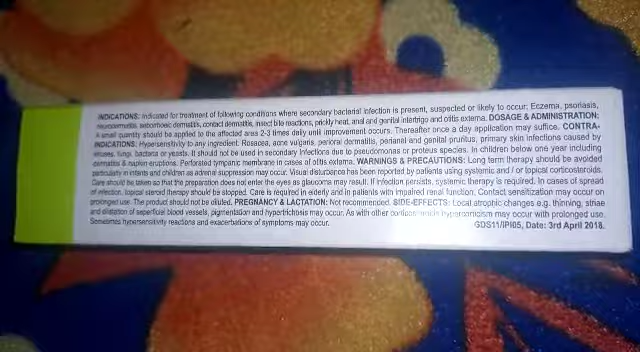 INDICATIONS: Indicated for treatment of following conditions where secondary bacterial infection is present, suspected or likely to occur: Eczema, psoriasis,
neurodermatitis, seborrhoeic dermatitis, contact dermatitis, insect bite reactions, prickly heat, anal and genital intertrigo and otitis externa. DOSAGE & ADMINISTRATION:
A small quantity should be applied to the affected area 2-3 times daily until improvement occurs. Thereafter once a day application may suffice. CONTRA-
INDICATIONS: Hypersensitivity to any ingredient. Rosacea, acne vulgaris, perioral dermatitis, perianal and genital pruritus, primary skin infections caused by
viruses, fungi, bacteria or yeasts. It should not be used in secondary infections due to pseudomonas or proteus species. In children below one year including
dermatitis & napkin eruptions. Perforated tympanic membrane in cases of otitis externa. WARNINGS & PRECAUTIONS: Long term therapy should be avoided
particularly in infants and children as adrenal suppression may occur. Visual disturbance has been reported by patients using systemic and / or topical corticosteroids.
Care should be taken so that the preparation does not enter the eyes as glaucoma may result. If infection persists, systemic therapy is required. In cases of spread
of infection, topical steroid therapy should be stopped. Care is required in elderly and in patients with impaired renal function. Contact sensitization may occur on
prolonged use. The product should not be diluted. PREGNANCY & LACTATION: Not recommended. SIDE-EFFECTS: Local atrophic changes e.g. thinning, striae
and dilatation of superficial blood vessels, pigmentation and hypertrichosis may occur. As with other hypercorticism may occur with prolonged use.
Sometimes hypersensitivity reactions and exacerbations of symptoms may occur.
GDS11/IPI05, Date: 3rd April 2018.